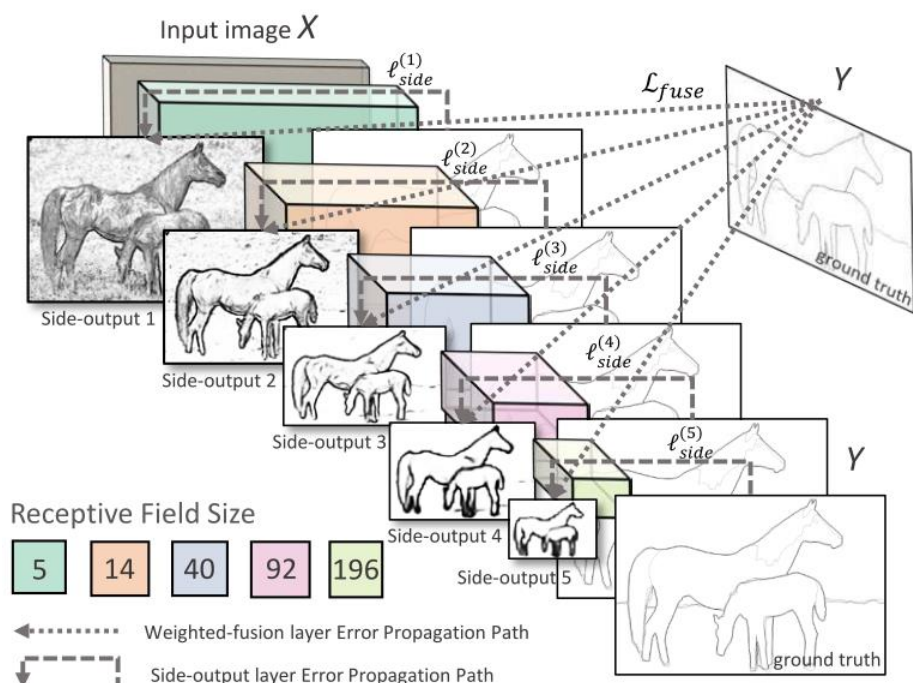 Input image X
ℓ_side^(1)
L_fuse
Y
ℓ_side^(2)
ℓ_side^(3)
ground truth
Side-output 1
ℓ_side^(4)
Side-output 2
Side-output 3
ℓ_side^(5)
Y
Receptive Field Size
Side-output 4
5 14 40 92 196
Side-output 5
Weighted-fusion layer Error Propagation Path
ground truth
Side-output layer Error Propagation Path